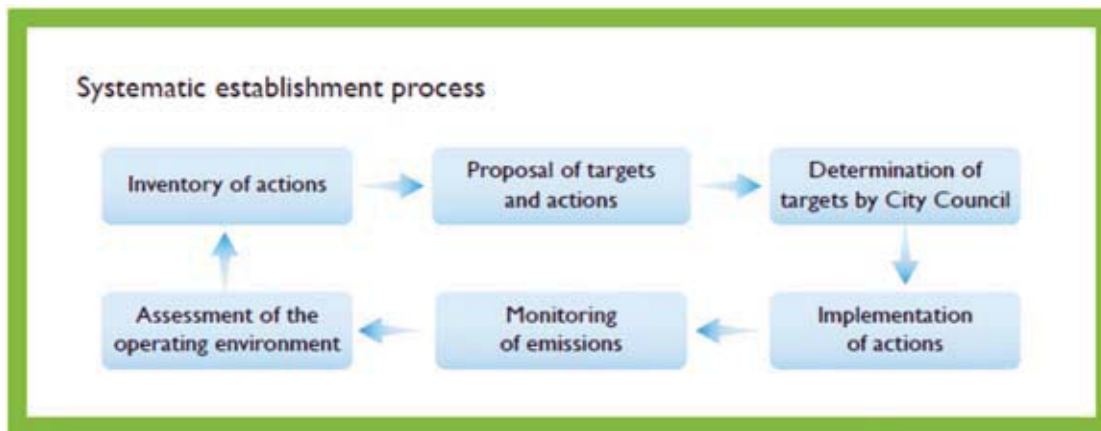 Systematic establishment process
Inventory of actions
Proposal of targets
and actions
Determination of
targets by City Council
Assessment of the
operating environment
Monitoring
of emissions
Implementation
of actions